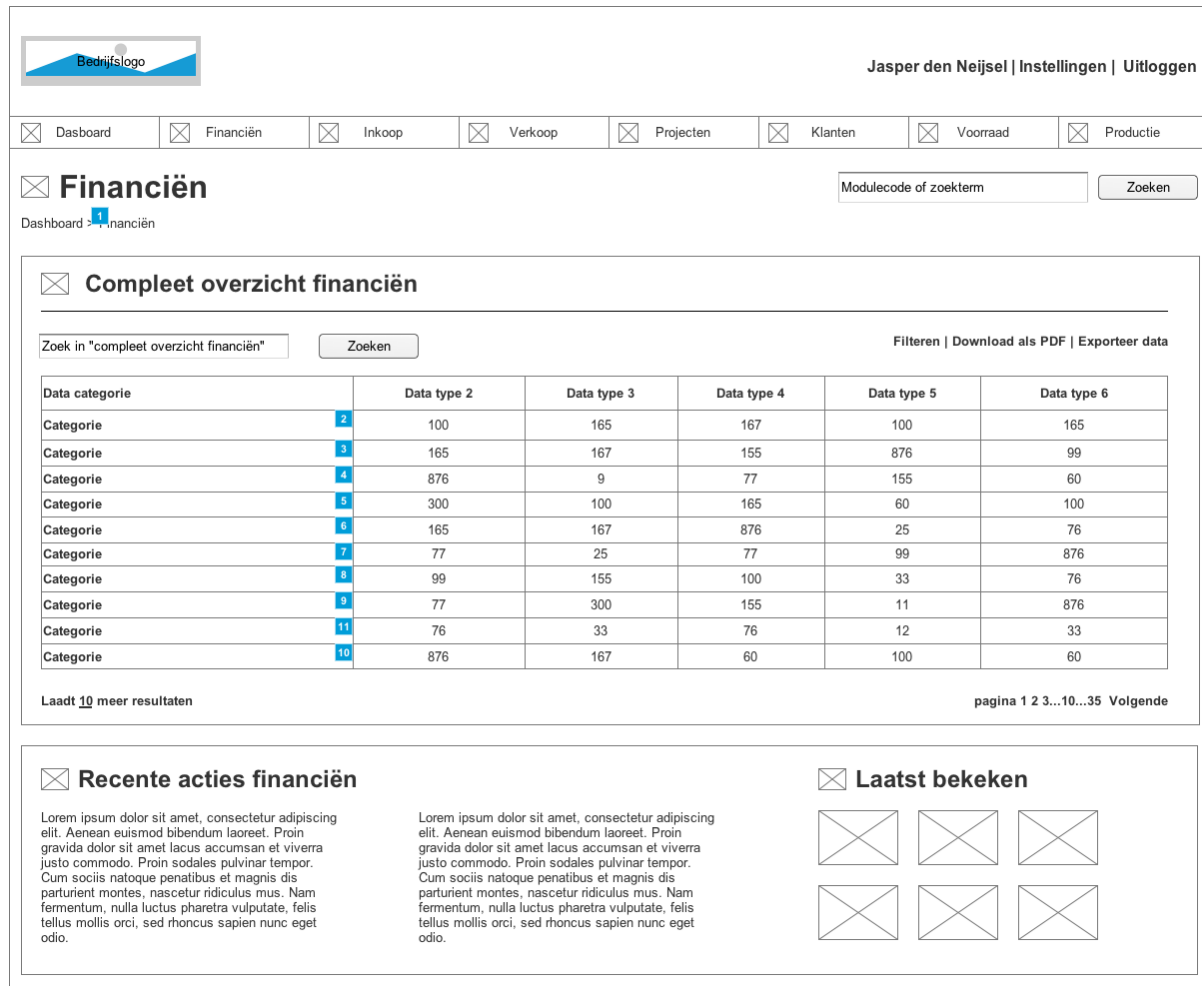 Bedrijfslogo
Jasper den Neijsel | Instellingen | Uitloggen
Dasboard Financiën Inkoop Verkoop Projecten Klanten Voorraad Productie
Financiën
Modulecode of zoekterm Zoeken
1
Dashboard > Financiën
Compleet overzicht financiën
Zoek in "compleet overzicht financiën" Zoeken
Filteren | Download als PDF | Exporteer data
Data categorie Data type 2 Data type 3 Data type 4 Data type 5 Data type 6
Categorie 2 100 165 167 100 165
Categorie 3 165 167 155 876 99
Categorie 4 876 9 77 155 60
Categorie 5 300 100 165 60 100
Categorie 6 165 167 876 25 76
Categorie 7 77 25 77 99 876
Categorie 8 99 155 100 33 76
Categorie 9 77 300 155 11 876
Categorie 11 76 33 76 12 33
Categorie 10 876 167 60 100 60
Laadt 10 meer resultaten
pagina 1 2 3...10...35 Volgende
Recente acties financiën
Lorem ipsum dolor sit amet, consectetur adipiscing
elit. Aenean euismod bibendum laoreet. Proin
gravida dolor sit amet lacus accumsan et viverra
justo commodo. Proin sodales pulvinar tempor.
Cum sociis natoque penatibus et magnis dis
parturient montes, nascetur ridiculus mus. Nam
fermentum, nulla luctus pharetra vulputate, felis
tellus mollis orci, sed rhoncus sapien nunc eget
odio.
Lorem ipsum dolor sit amet, consectetur adipiscing
elit. Aenean euismod bibendum laoreet. Proin
gravida dolor sit amet lacus accumsan et viverra
justo commodo. Proin sodales pulvinar tempor.
Cum sociis natoque penatibus et magnis dis
parturient montes, nascetur ridiculus mus. Nam
fermentum, nulla luctus pharetra vulputate, felis
tellus mollis orci, sed rhoncus sapien nunc eget
odio.
Laatst bekeken